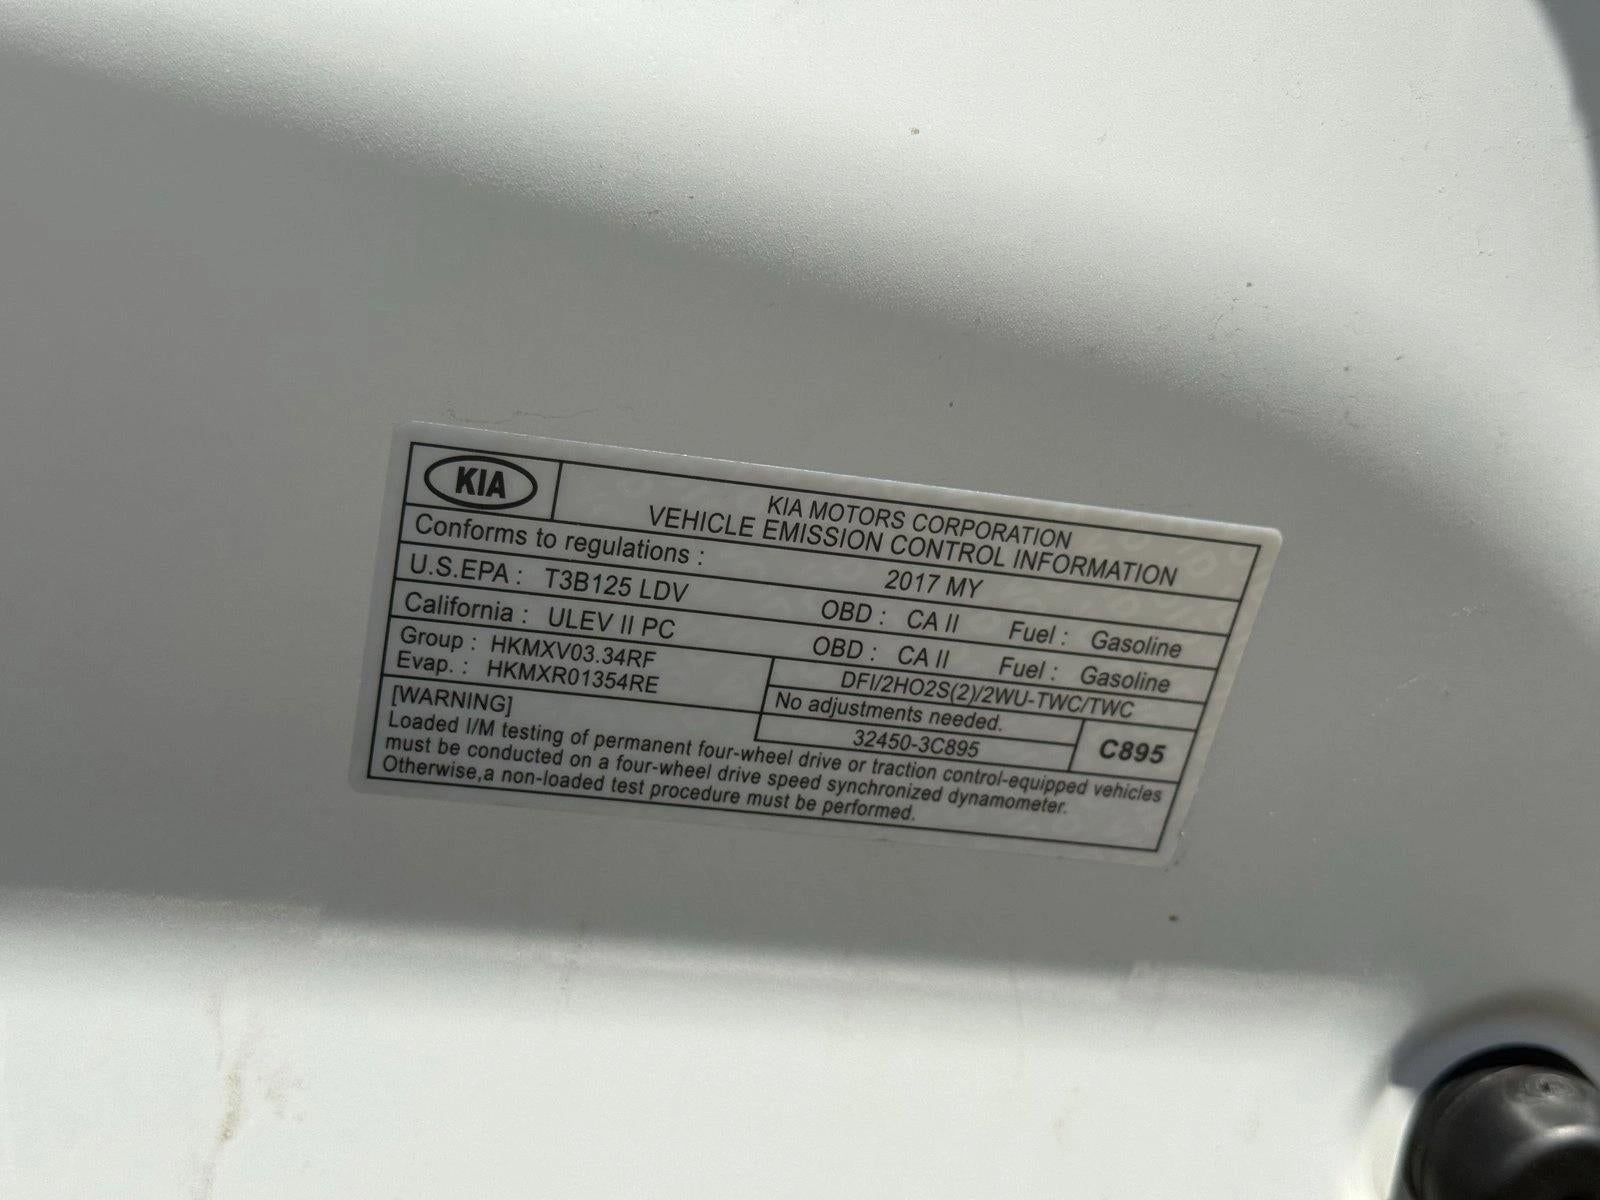 KIA
KIA MOTORS CORPORATION
VEHICLE EMISSION CONTROL INFORMATION
Conforms to regulations : 2017 MY
U.S.EPA : T3B125 LDV OBD : CA II Fuel : Gasoline
California : ULEV II PC OBD : CA II Fuel : Gasoline
Group : HKMXV03.34RF
Evap. : HKMXR01354RE
DFI/2HO2S(2)/2WU-TWC/TWC
No adjustments needed.
32450-3C895
C895
[WARNING]
Loaded I/M testing of permanent four-wheel drive or traction control-equipped vehicles
must be conducted on a four-wheel drive speed synchronized dynamometer.
Otherwise,a non-loaded test procedure must be performed.